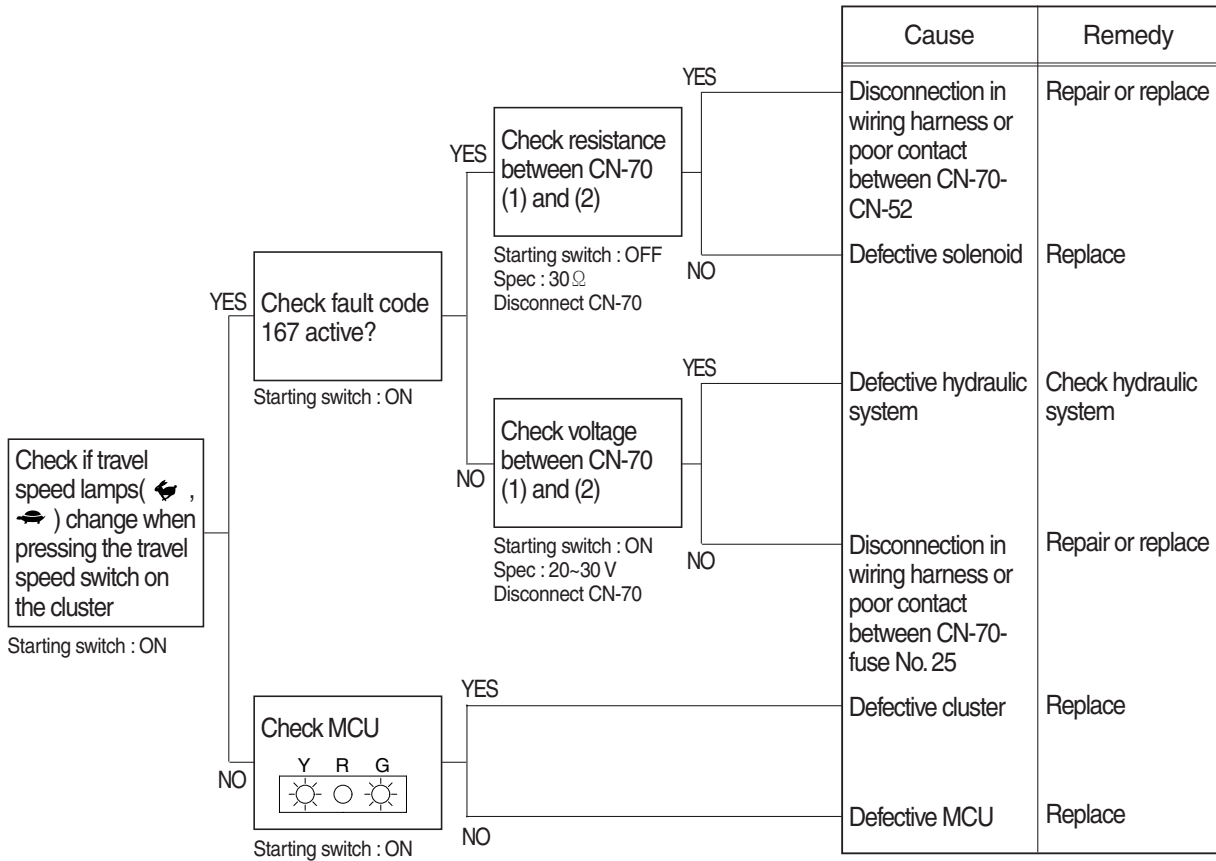 Cause
Remedy
YES
Disconnection in
wiring harness or
poor contact
between CN-70-
CN-52
Repair or replace
YES
Check resistance
between CN-70
(1) and (2)
Starting switch : OFF
Spec : 30Ω
Disconnect CN-70
NO
Defective solenoid
Replace
YES
Check fault code
167 active?
Starting switch : ON
YES
Defective hydraulic
system
Check hydraulic
system
NO
Check voltage
between CN-70
(1) and (2)
Starting switch : ON
Spec : 20~30 V
Disconnect CN-70
NO
Disconnection in
wiring harness or
poor contact
between CN-70-
fuse No. 25
Repair or replace
Check if travel
speed lamps( ,
) change when
pressing the travel
speed switch on
the cluster
Starting switch : ON
NO
Check MCU
Y R G
Starting switch : ON
YES
Defective cluster
Replace
NO
Defective MCU
Replace